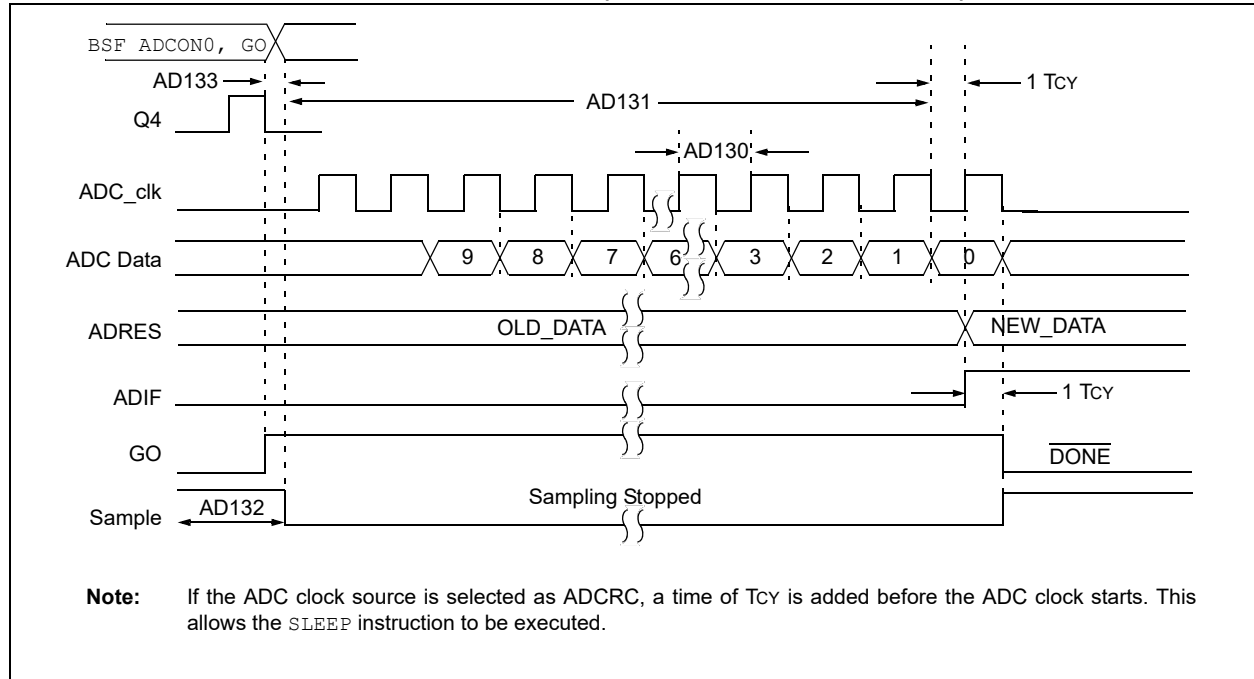 BSF ADCON0, GO
AD133
1 TCY
AD131
Q4
AD130
ADC_clk
ADC Data 9 8 7 6 3 2 1 0
ADRES OLD_DATA NEW_DATA
ADIF 1 TCY
GO DONE
Sample AD132 Sampling Stopped
Note: If the ADC clock source is selected as ADCRC, a time of TCY is added before the ADC clock starts. This
allows the SLEEP instruction to be executed.